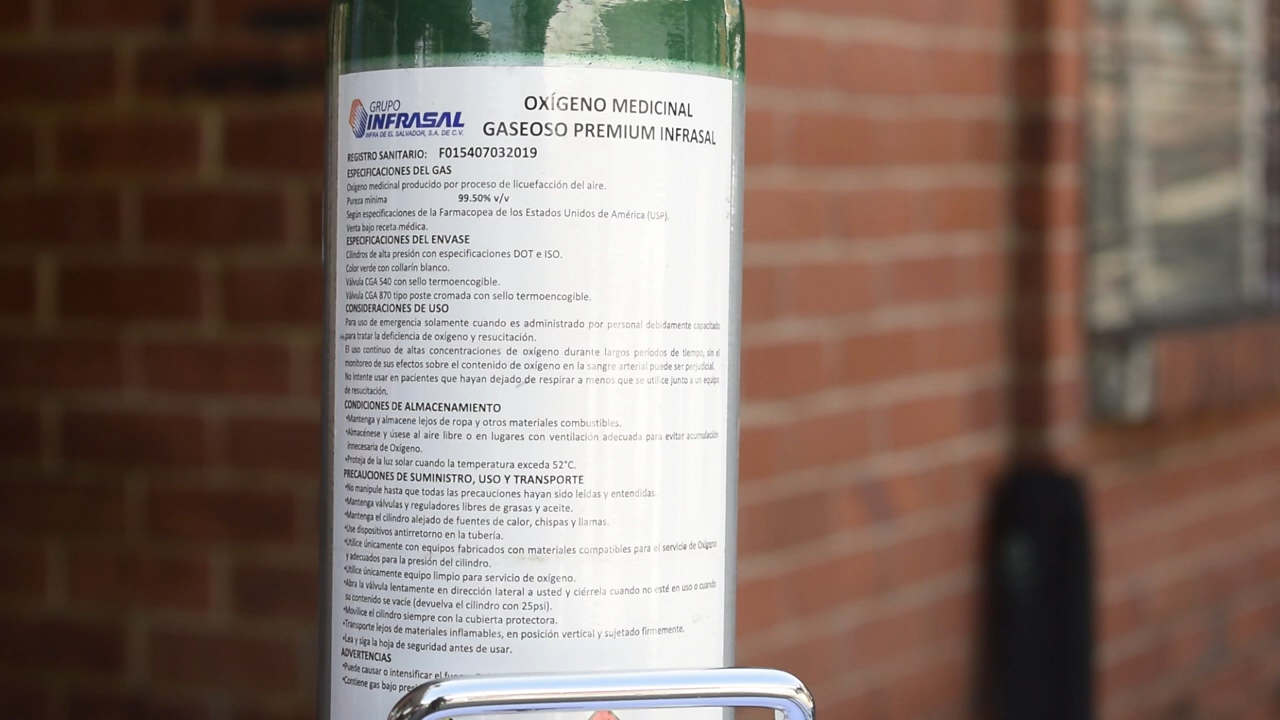 GRUPO
INFRASAL
INFRA DE EL SALVADOR, S.A. DE C.V.
OXÍGENO MEDICINAL
GASEOSO PREMIUM INFRASAL
REGISTRO SANITARIO: F015407032019
ESPECIFICACIONES DEL GAS
Oxígeno medicinal producido por proceso de licuefacción del aire.
Pureza mínima 99.50% v/v
Según especificaciones de la Farmacopea de los Estados Unidos de América (USP).
Venta bajo receta médica.
ESPECIFICACIONES DEL ENVASE
Cilindros de alta presión con especificaciones DOT e ISO.
Color verde con collarín blanco.
Válvula CGA 540 con sello termoencogible.
Válvula CGA 870 tipo poste cromada con sello termoencogible.
CONSIDERACIONES DE USO
Para uso de emergencia solamente cuando es administrado por personal debidamente capacitado
para tratar la deficiencia de oxígeno y resucitación.
El uso continuo de altas concentraciones de oxígeno durante largos períodos de tiempo, sin el
monitoreo de sus efectos sobre el contenido de oxígeno en la sangre arterial puede ser perjudicial.
No intente usar en pacientes que hayan dejado de respirar a menos que se utilice junto a un equipo
de resucitación.
CONDICIONES DE ALMACENAMIENTO
•Mantenga y almacene lejos de ropa y otros materiales combustibles.
•Almacénese y úsese al aire libre o en lugares con ventilación adecuada para evitar acumulación
innecesaria de Oxígeno.
•Proteja de la luz solar cuando la temperatura exceda 52°C.
PRECAUCIONES DE SUMINISTRO, USO Y TRANSPORTE
•No manipule hasta que todas las precauciones hayan sido leídas y entendidas.
•Mantenga válvulas y reguladores libres de grasas y aceite.
•Mantenga el cilindro alejado de fuentes de calor, chispas y llamas.
•Use dispositivos antirretorno en la tubería.
•Utilice únicamente con equipos fabricados con materiales compatibles para el servicio de Oxígeno
y adecuados para la presión del cilindro.
•Utilice únicamente equipo limpio para servicio de oxígeno.
•Abra la válvula lentamente en dirección lateral a usted y ciérrela cuando no esté en uso o cuando
su contenido se vacíe (devuelva el cilindro con 25psi).
•Movilice el cilindro siempre con la cubierta protectora.
•Transporte lejos de materiales inflamables, en posición vertical y sujetado firmemente.
•Lea y siga la hoja de seguridad antes de usar.
ADVERTENCIAS
•Puede causar o intensificar el
•Contiene gas bajo